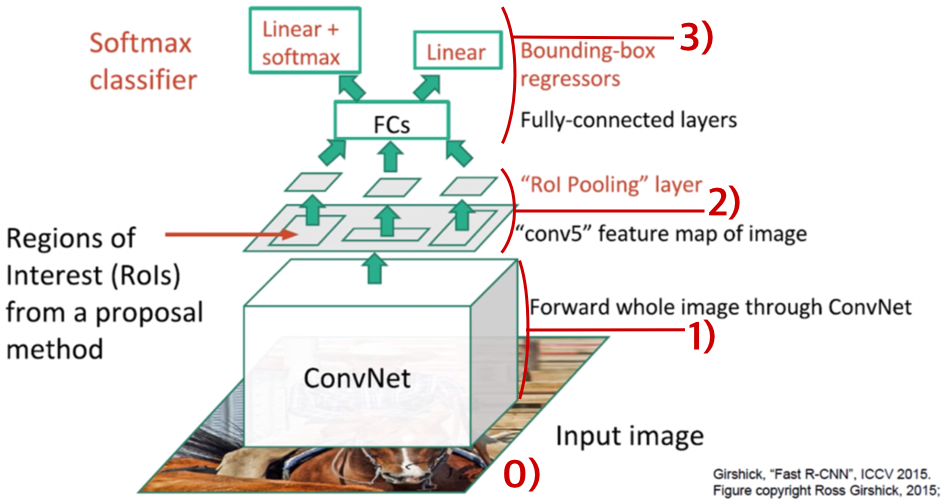 Softmax
classifier
Linear +
softmax
Linear
3)
Bounding-box
regressors
FCs
Fully-connected layers
"RoI Pooling" layer
2)
"conv5" feature map of image
Regions of
Interest (RoIs)
from a proposal
method
Forward whole image through ConvNet
1)
ConvNet
Input image
0)
Girshick, "Fast R-CNN", ICCV 2015.
Figure copyright Ross Girshick, 2015;